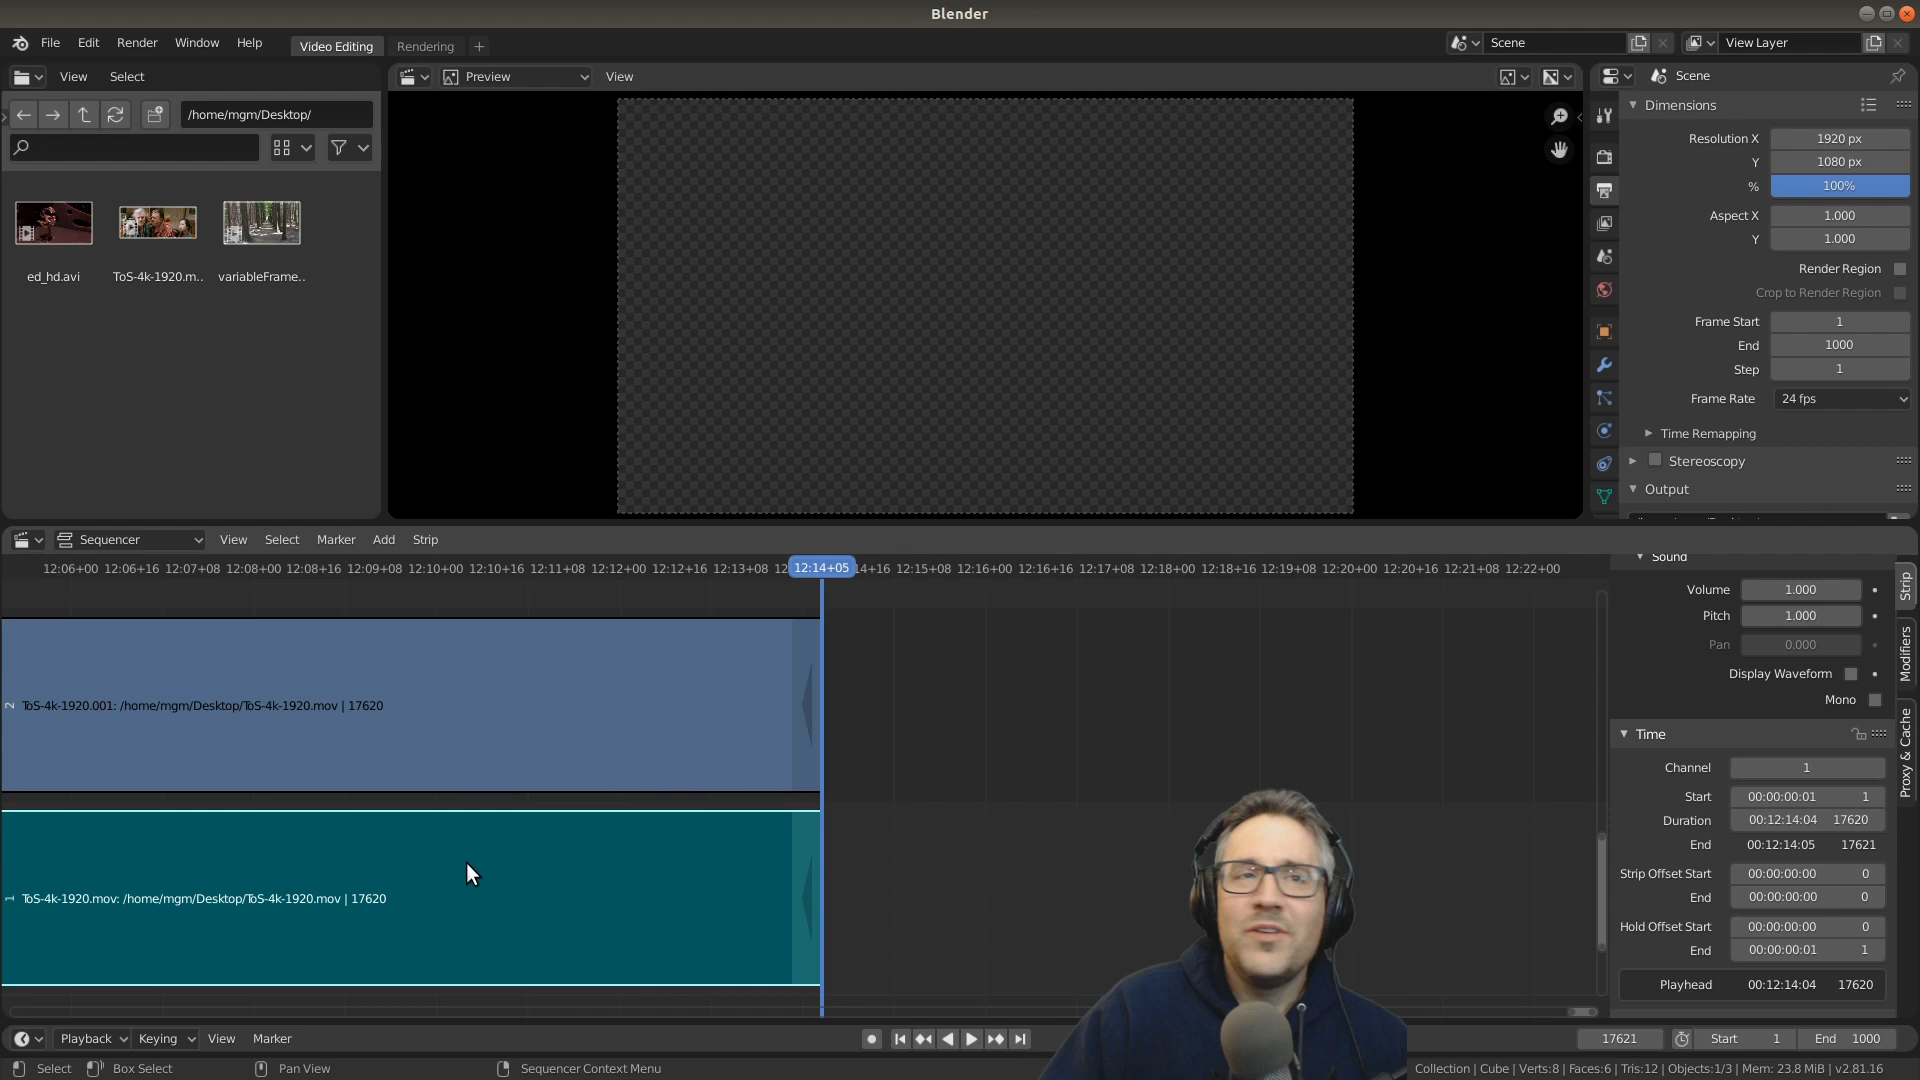 Blender
File Edit Render Window Help
Video Editing Rendering +
Scene
View Layer
View Select
Preview View
Scene
/home/mgm/Desktop/
Dimensions
Resolution X 1920 px
Y 1080 px
% 100%
Aspect X 1.000
Y 1.000
Render Region
Crop to Render Region
Frame Start 1
End 1000
Step 1
Frame Rate 24 fps
Time Remapping
Stereoscopy
Output
ed_hd.avi ToS-4k-1920.m.. variableFrame..
Sequencer View Select Marker Add Strip
12:06+00 12:06+16 12:07+08 12:08+00 12:08+16 12:09+08 12:10+00 12:10+16 12:11+08 12:12+00 12:12+16 12:13+08 12:14+05 14+16 12:15+08 12:16+00 12:16+16 12:17+08 12:18+00 12:18+16 12:19+08 12:20+00 12:20+16 12:21+08 12:22+00
2 ToS-4k-1920.001: /home/mgm/Desktop/ToS-4k-1920.mov | 17620
1 ToS-4k-1920.mov: /home/mgm/Desktop/ToS-4k-1920.mov | 17620
Sound
Volume 1.000
Pitch 1.000
Pan 0.000
Display Waveform
Mono
Time
Channel 1
Start 00:00:00:01 1
Duration 00:12:14:04 17620
End 00:12:14:05 17621
Strip Offset Start 00:00:00:00 0
End 00:00:00:00 0
Hold Offset Start 00:00:00:00 0
End 00:00:00:01 1
Playhead 00:12:14:04 17620
Strip
Modifiers
Proxy & Cache
Playback Keying View Marker
17621 Start 1 End 1000
Select Box Select Pan View Sequencer Context Menu
Collection | Cube | Verts:8 | Faces:6 | Tris:12 | Objects:1/3 | Mem: 23.8 MiB | v2.81.16